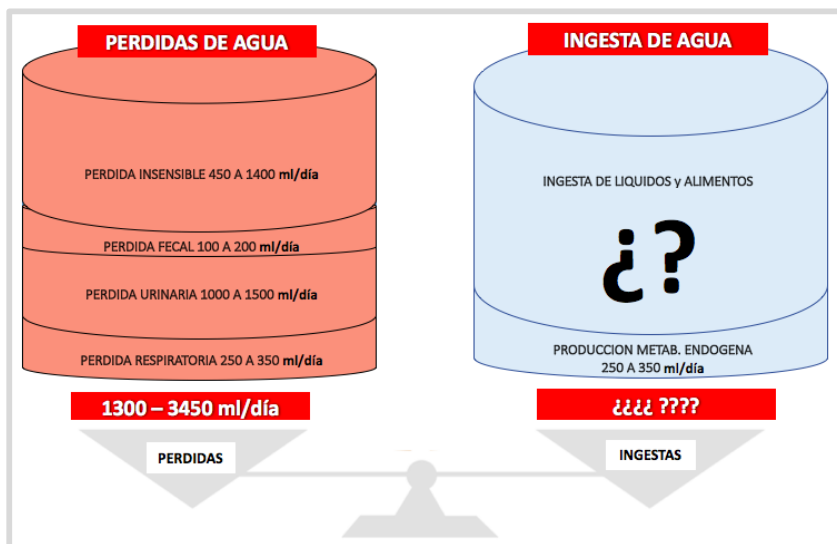 PERDIDAS DE AGUA
PERDIDA INSENSIBLE 450 A 1400 ml/día
PERDIDA FECAL 100 A 200 ml/día
PERDIDA URINARIA 1000 A 1500 ml/día
PERDIDA RESPIRATORIA 250 A 350 ml/día
1300 – 3450 ml/día
PERDIDAS
INGESTA DE AGUA
INGESTA DE LIQUIDOS y ALIMENTOS
¿?
PRODUCCION METAB. ENDOGENA
250 A 350 ml/día
¿¿¿¿ ????
INGESTAS